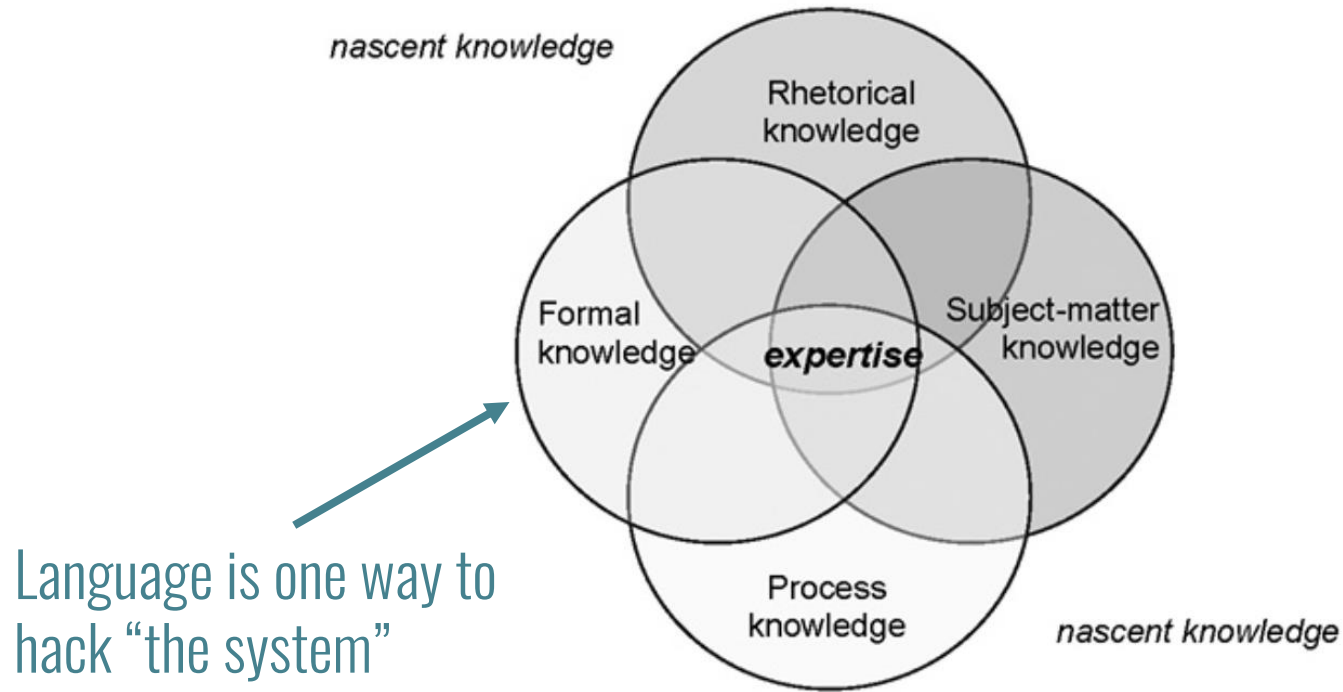 nascent knowledge
Rhetorical
knowledge
Formal
knowledge
expertise
Subject-matter
knowledge
Language is one way to
hack “the system”
Process
knowledge
nascent knowledge